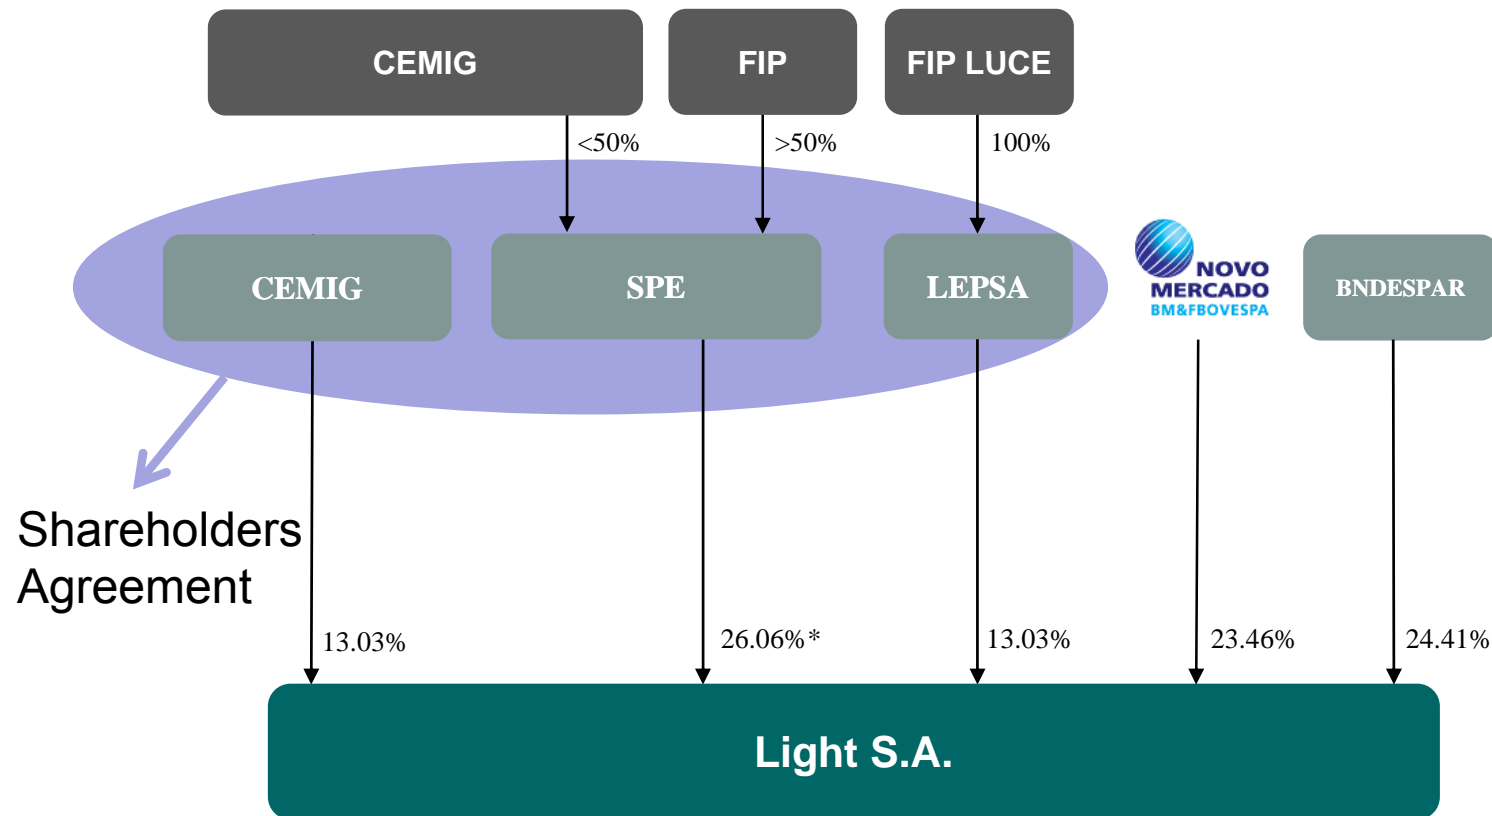 CEMIG
FIP
FIP LUCE
<50%
>50%
100%
CEMIG
SPE
LEPSA
NOVO
MERCADO
BM&FBOVESPA
BNDESPAR
Shareholders
Agreement
13.03%
26.06%*
13.03%
23.46%
24.41%
Light S.A.